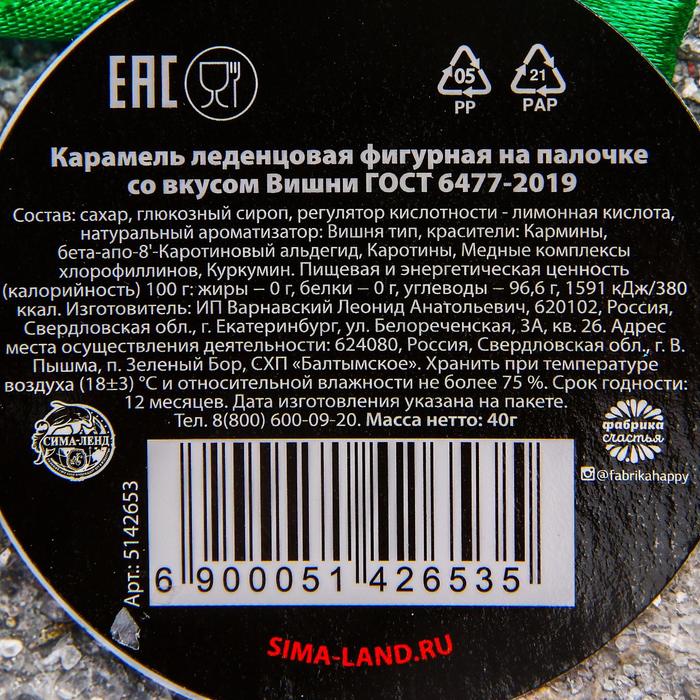 EAC
05
PP
21
PAP
Карамель леденцовая фигурная на палочке
со вкусом Вишни ГОСТ 6477-2019
Состав: сахар, глюкозный сироп, регулятор кислотности - лимонная кислота,
натуральный ароматизатор: Вишня тип, красители: Кармины,
бета-апо-8'-Каротиновый альдегид, Каротины, Медные комплексы
хлорофиллинов, Куркумин. Пищевая и энергетическая ценность
(калорийность) 100 г: жиры – 0 г, белки – 0 г, углеводы – 96,6 г, 1591 кДж/380
ккал. Изготовитель: ИП Варнавский Леонид Анатольевич, 620102, Россия,
Свердловская обл., г. Екатеринбург, ул. Белореченская, 3А, кв. 26. Адрес
места осуществления деятельности: 624080, Россия, Свердловская обл., г. В.
Пышма, п. Зеленый Бор, СХП «Балтымское». Хранить при температуре
воздуха (18±3) °C и относительной влажности не более 75 %. Срок годности:
12 месяцев. Дата изготовления указана на пакете.
Тел. 8(800) 600-09-20. Масса нетто: 40г
СИМА-ЛЕНД
фабрика
счастья
@fabrikahappy
Арт.: 5142653
6 900051 426535
SIMA-LAND.RU